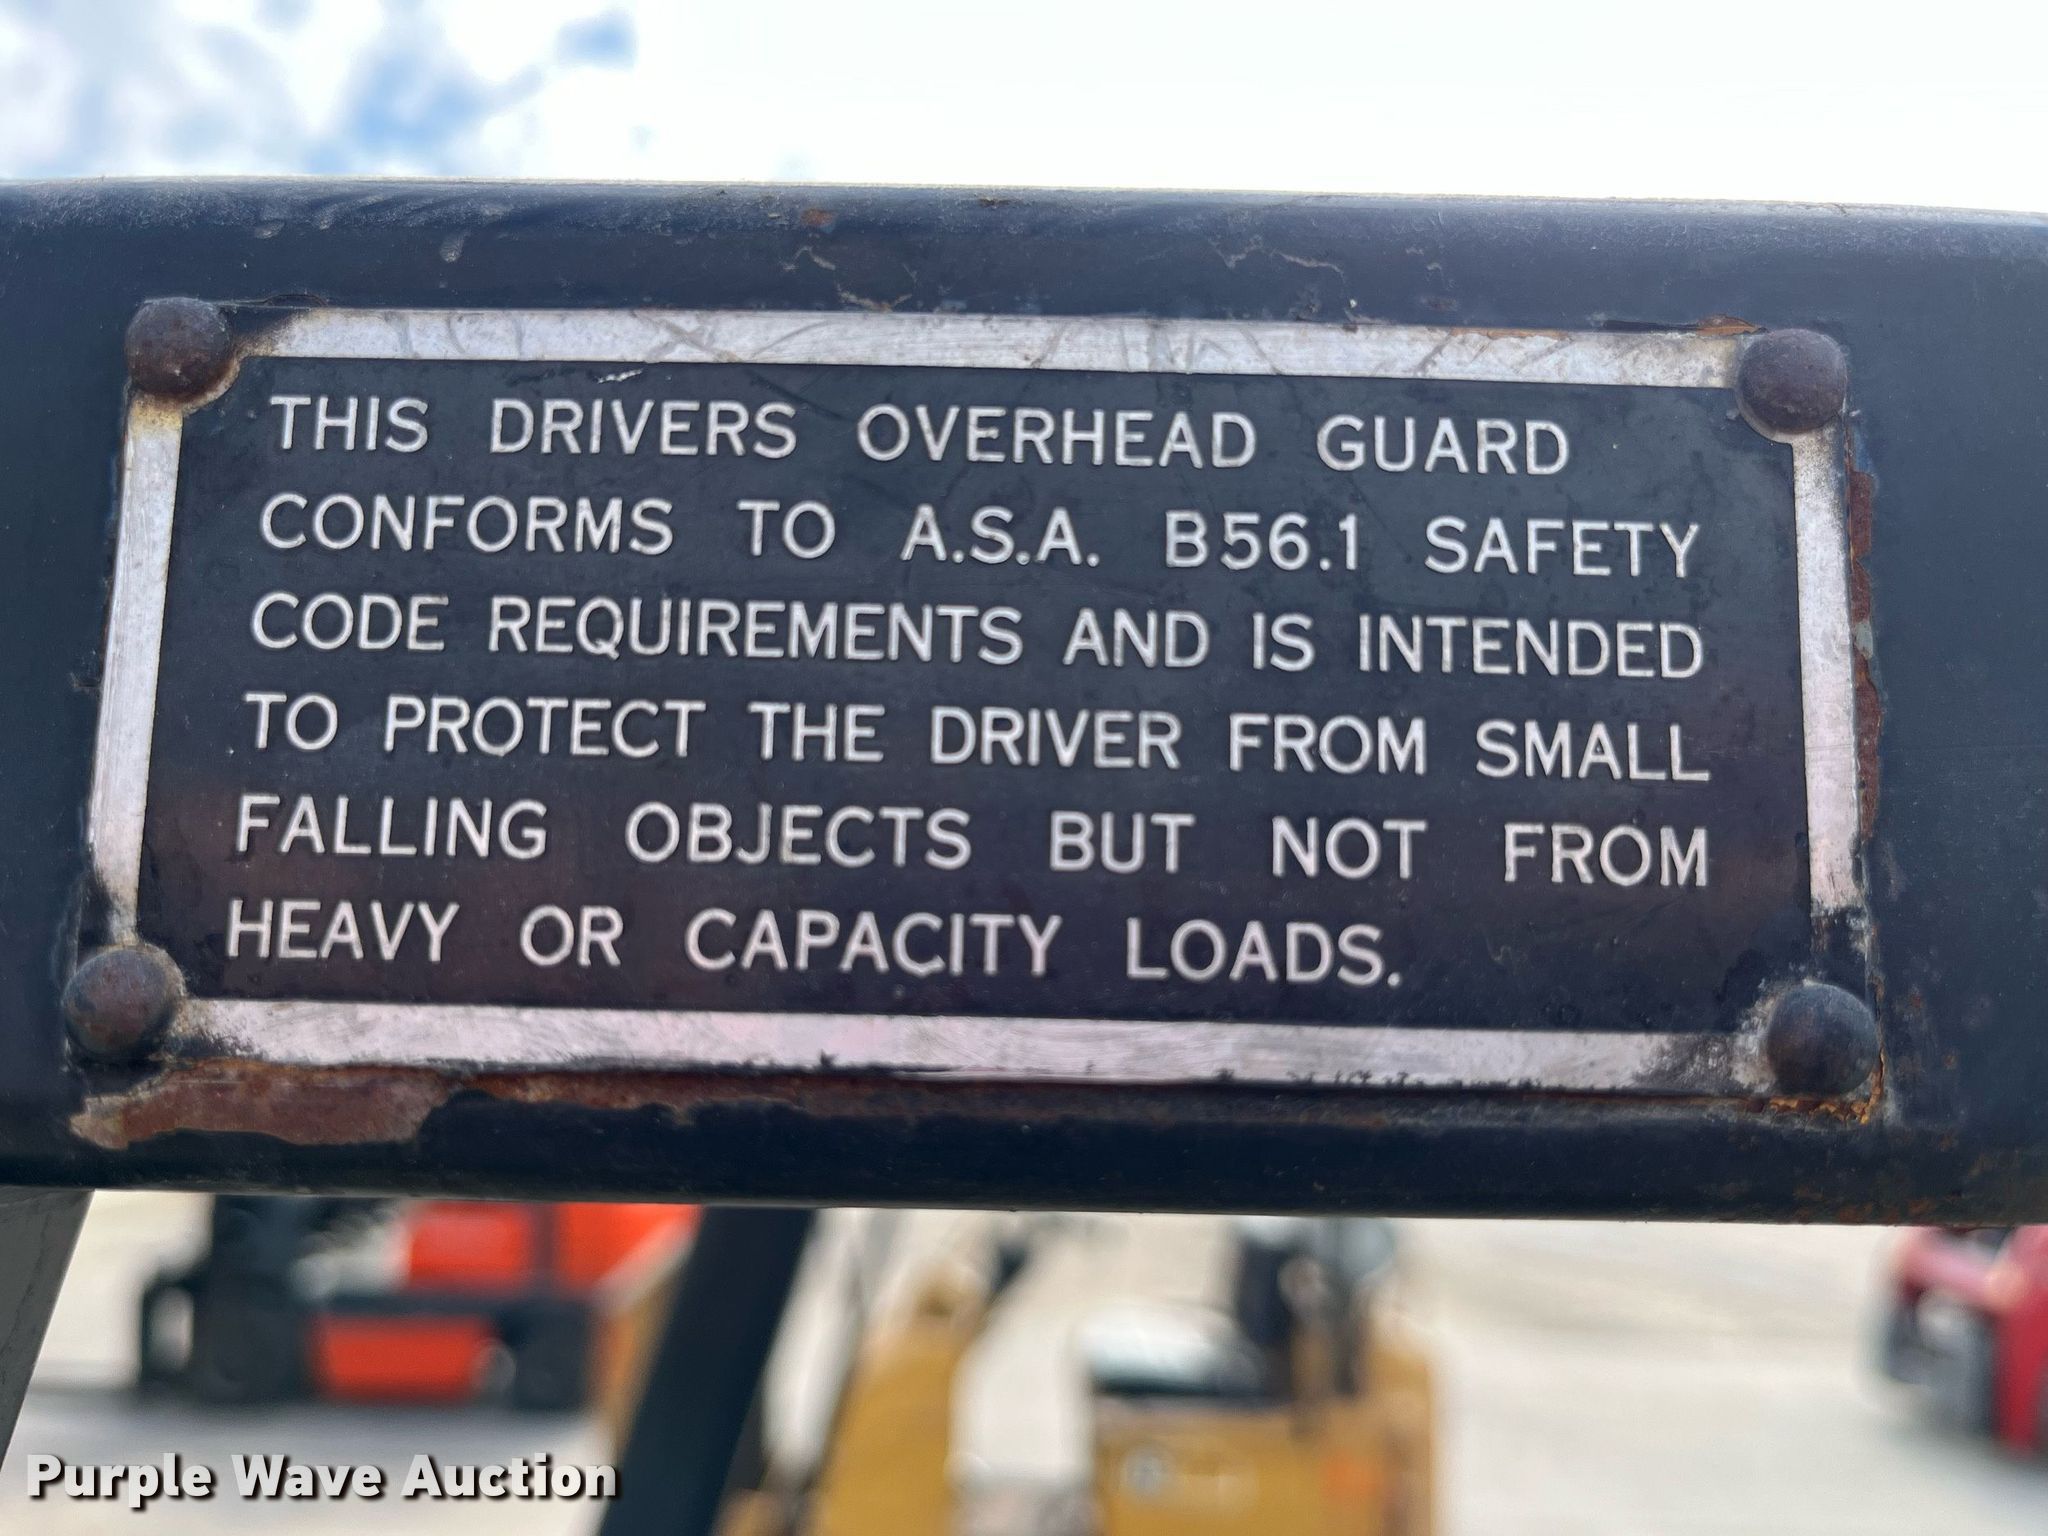 THIS DRIVERS OVERHEAD GUARD
CONFORMS TO A.S.A. B56.1 SAFETY
CODE REQUIREMENTS AND IS INTENDED
TO PROTECT THE DRIVER FROM SMALL
FALLING OBJECTS BUT NOT FROM
HEAVY OR CAPACITY LOADS.
Purple Wave Auction